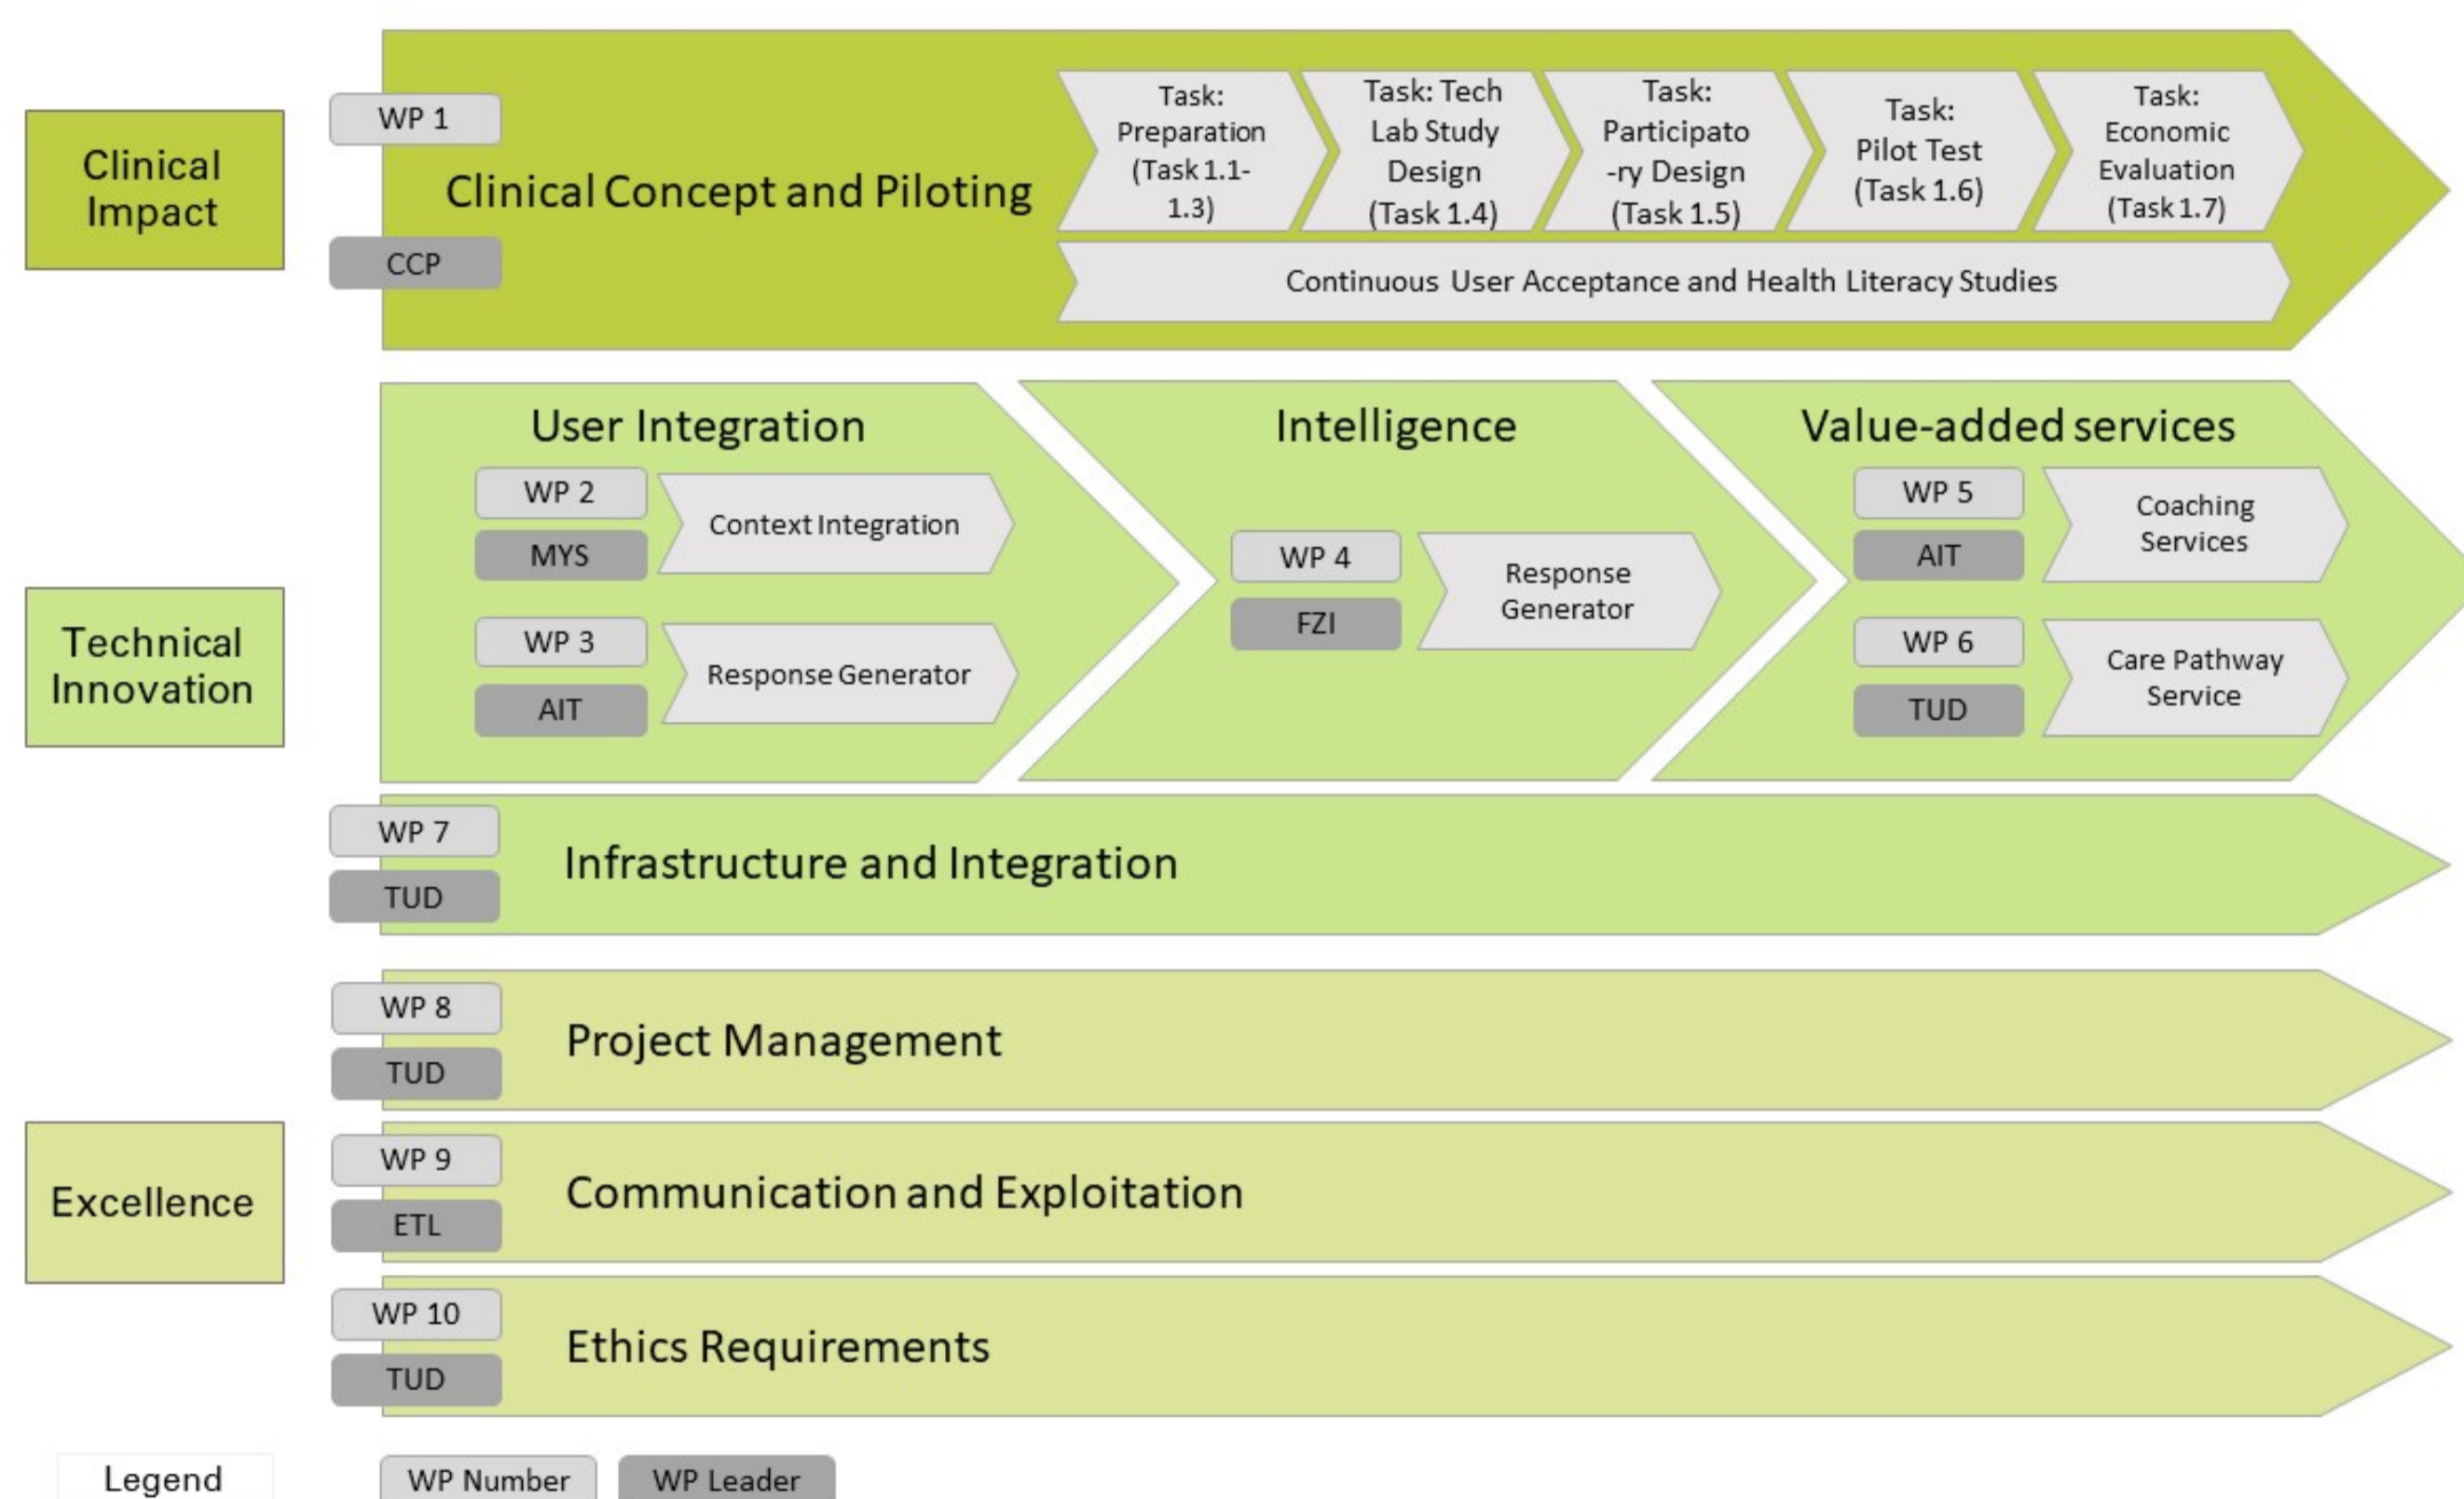 Clinical
Impact
WP 1
CCP
Clinical Concept and Piloting
Task:
Preparation
(Task 1.1-
1.3)
Task: Tech
Lab Study
Design
(Task 1.4)
Task:
Participato
-ry Design
(Task 1.5)
Task:
Pilot Test
(Task 1.6)
Task:
Economic
Evaluation
(Task 1.7)
Continuous User Acceptance and Health Literacy Studies
Technical
Innovation
User Integration
WP 2
MYS
Context Integration
WP 3
AIT
Response Generator
Intelligence
WP 4
FZI
Response
Generator
Value-added services
WP 5
AIT
Coaching
Services
WP 6
TUD
Care Pathway
Service
WP 7
TUD
Infrastructure and Integration
Excellence
WP 8
TUD
Project Management
WP 9
ETL
Communication and Exploitation
WP 10
TUD
Ethics Requirements
Legend
WP Number
WP Leader